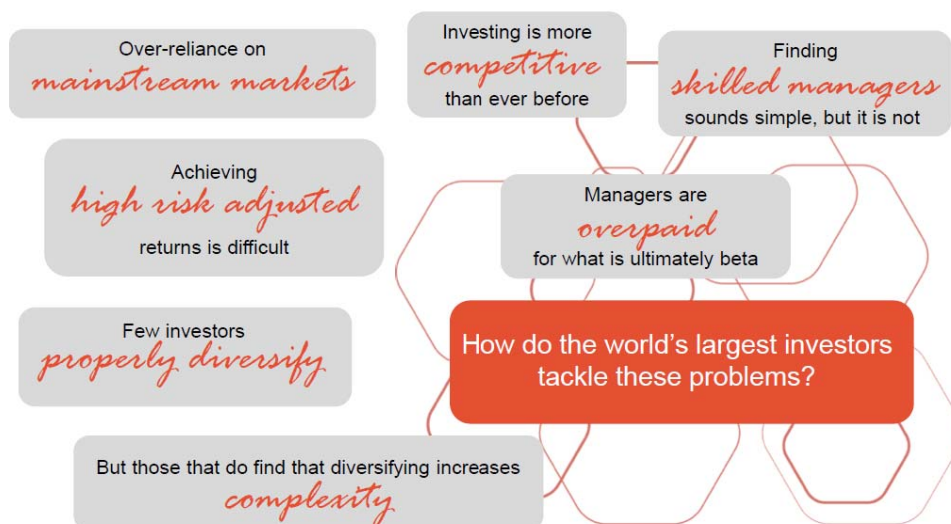 Over-reliance on
mainstream markets
Investing is more
competitive
than ever before
Finding
skilled managers
sounds simple, but it is not
Achieving
high risk adjusted
returns is difficult
Managers are
overpaid
for what is ultimately beta
Few investors
properly diversify
How do the world's largest investors
tackle these problems?
But those that do find that diversifying increases
complexity